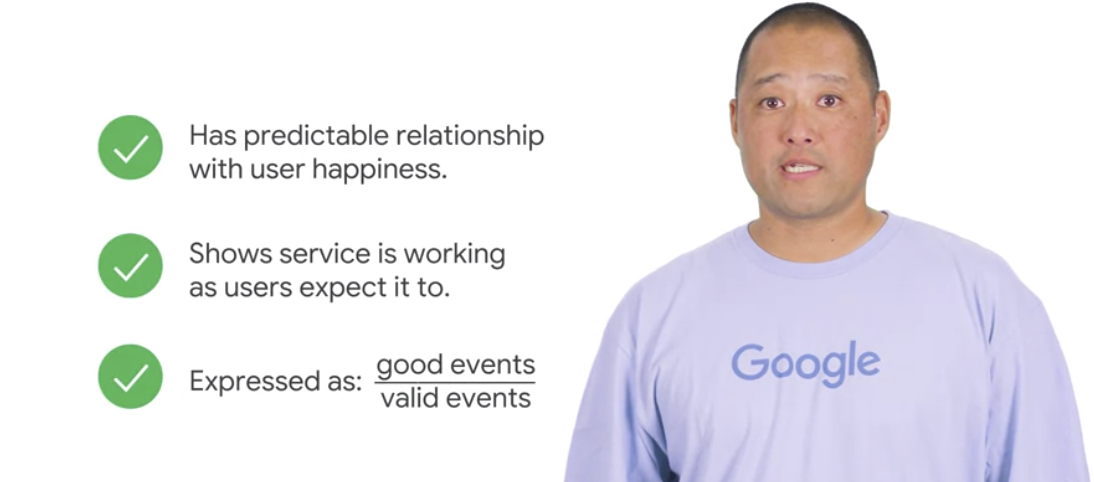 Has predictable relationship
with user happiness.
Shows service is working
as users expect it to.
Expressed as: good events
valid events
Google